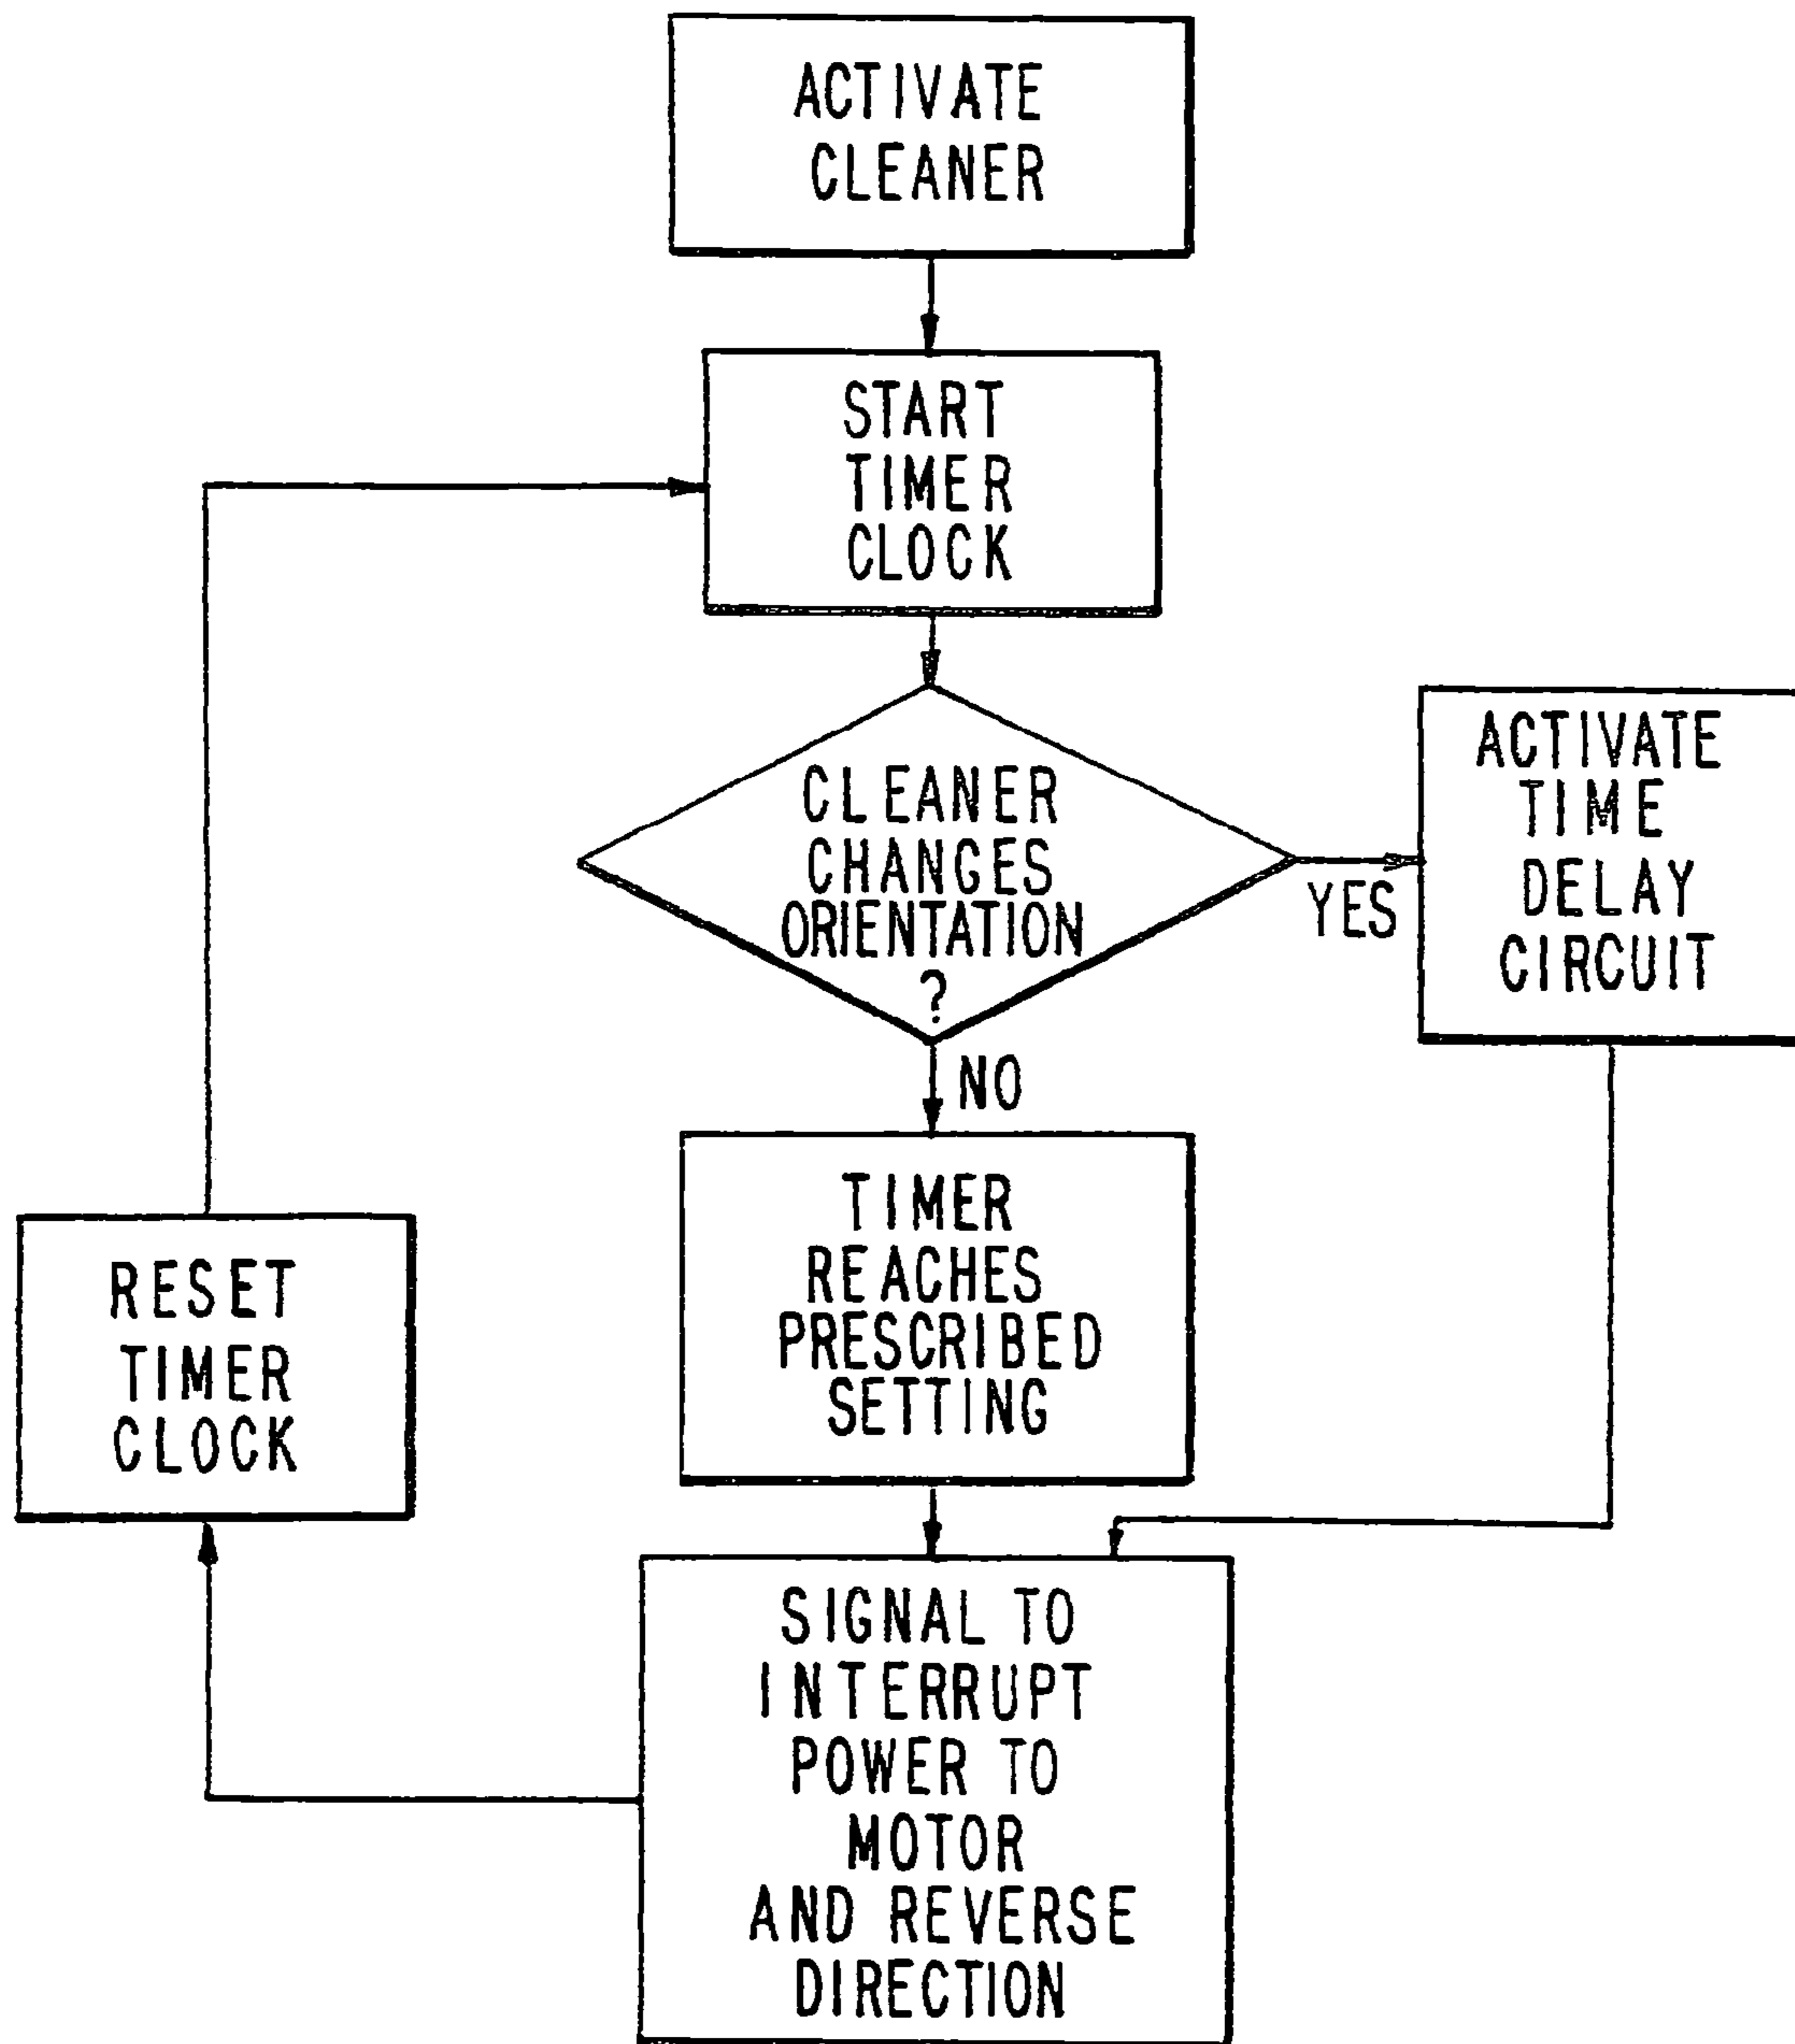 ACTIVATE
CLEANER
START
TIMER
CLOCK
CLEANER
CHANGES
ORIENTATION
?
YES
ACTIVATE
TIME
DELAY
CIRCUIT
NO
TIMER
REACHES
PRESCRIBED
SETTING
RESET
TIMER
CLOCK
SIGNAL TO
INTERRUPT
POWER TO
MOTOR
AND REVERSE
DIRECTION